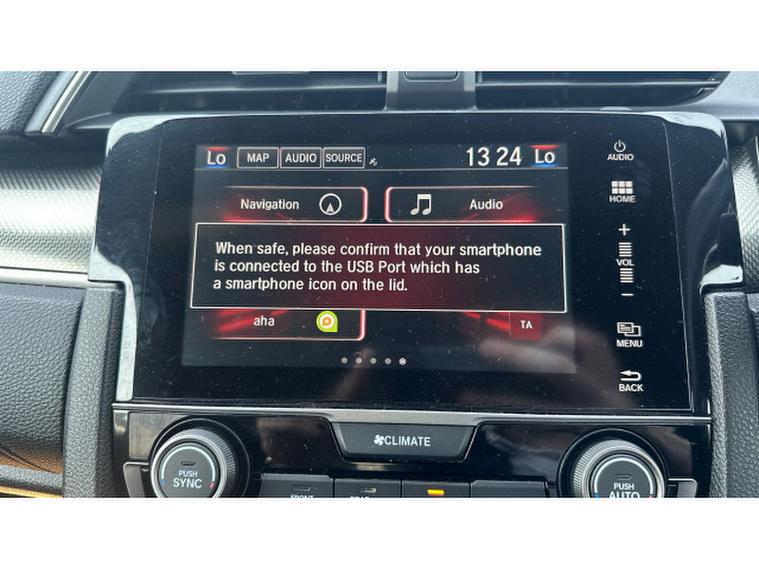 Lo MAP AUDIO SOURCE 13 24 Lo
AUDIO
HOME
Navigation Audio
+
When safe, please confirm that your smartphone
is connected to the USB Port which has
a smartphone icon on the lid.
VOL
−
aha TA
MENU
BACK
CLIMATE
PUSH
SYNC
PUSH
AUTO
FRONT